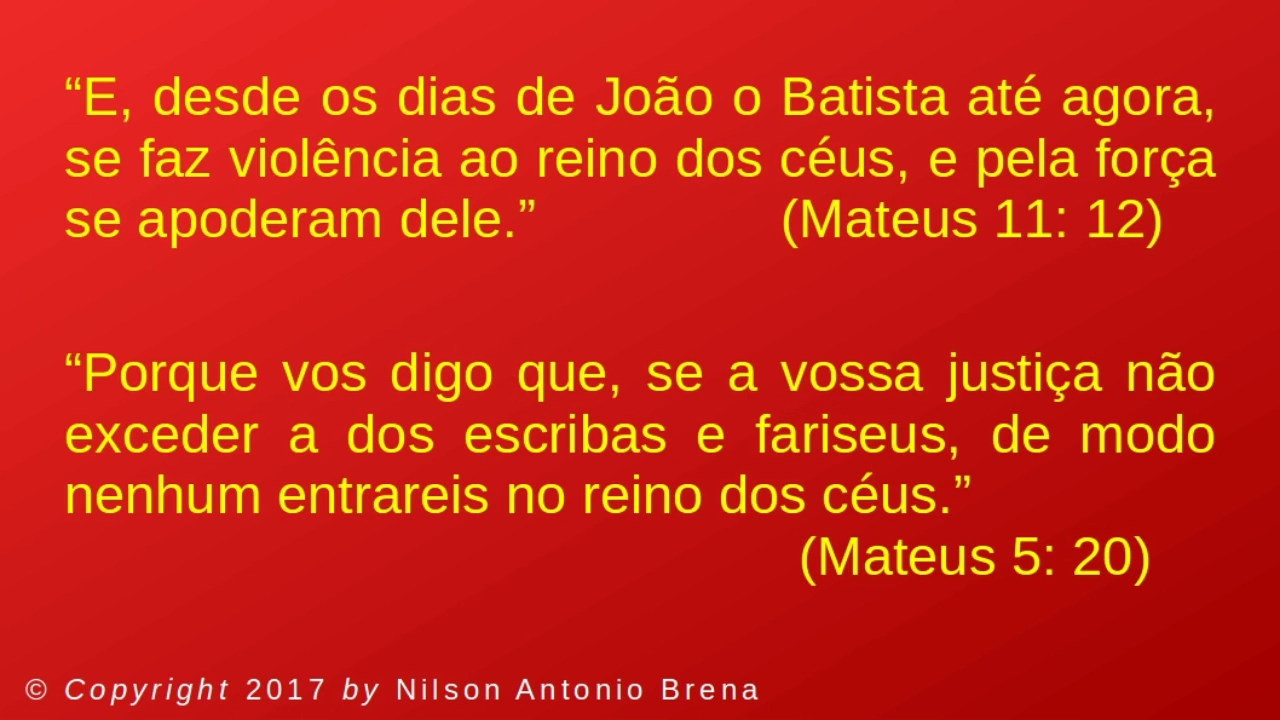 “E, desde os dias de João o Batista até agora,
se faz violência ao reino dos céus, e pela força
se apoderam dele.” (Mateus 11: 12)
“Porque vos digo que, se a vossa justiça não
exceder a dos escribas e fariseus, de modo
nenhum entrareis no reino dos céus.”
(Mateus 5: 20)
© Copyright 2017 by Nilson Antonio Brena